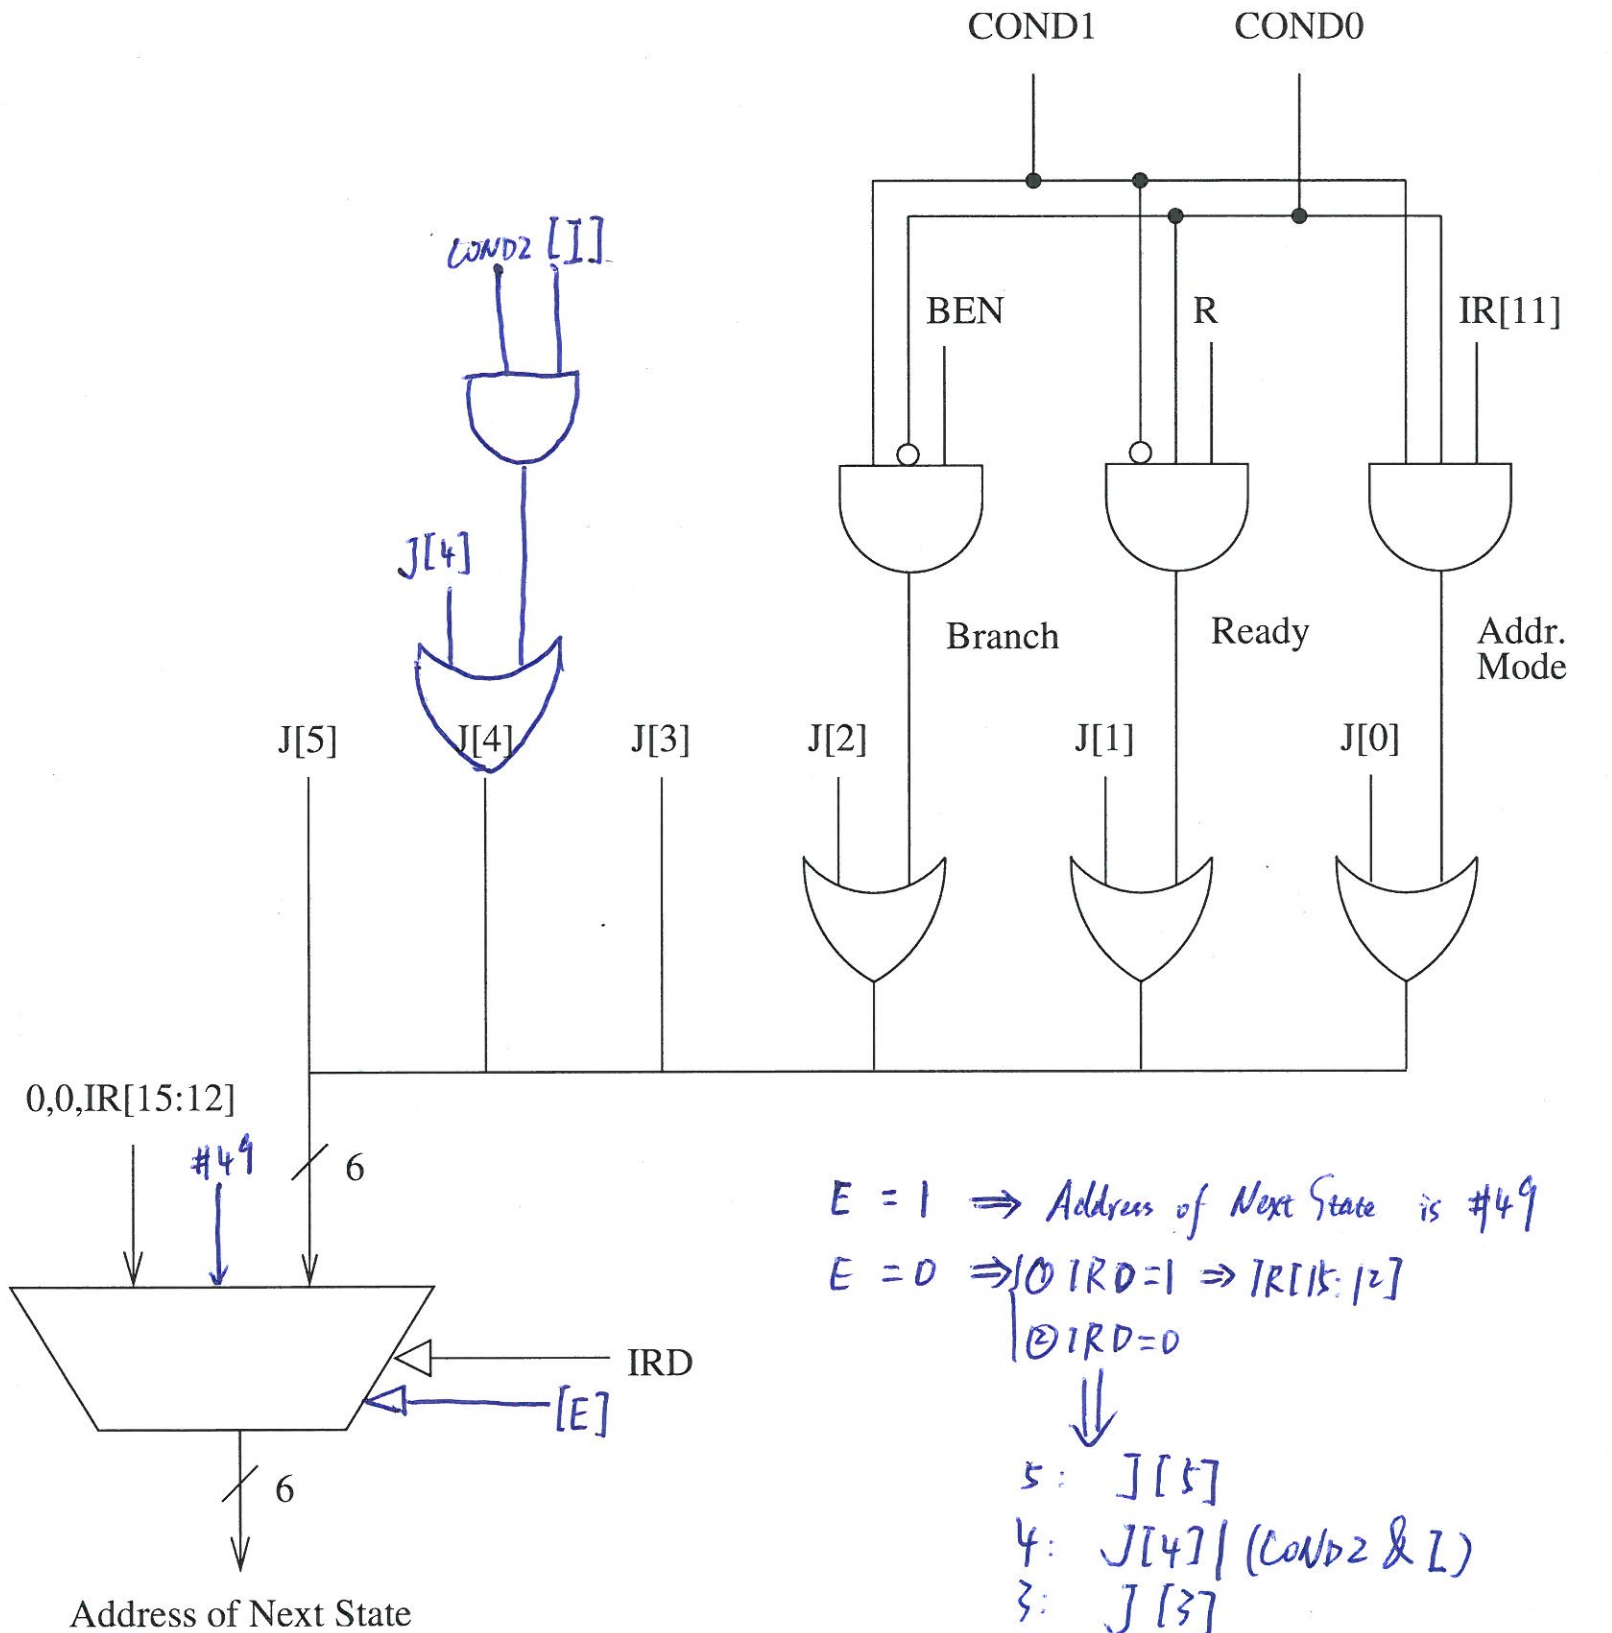 COND1 COND0
COND2 [I]
BEN R IR[11]
J[4]
Branch Ready Addr.
Mode
J[5] J[4] J[3] J[2] J[1] J[0]
0,0,IR[15:12]
#49 6
E = 1 ⇒ Address of Next State is #49
E = 0 ⇒ ① IRD=1 ⇒ IR[15:12]
② IRD=0
IRD
[E]
5: J[5]
6
4: J[4] | (COND2 & I)
3: J[3]
Address of Next State